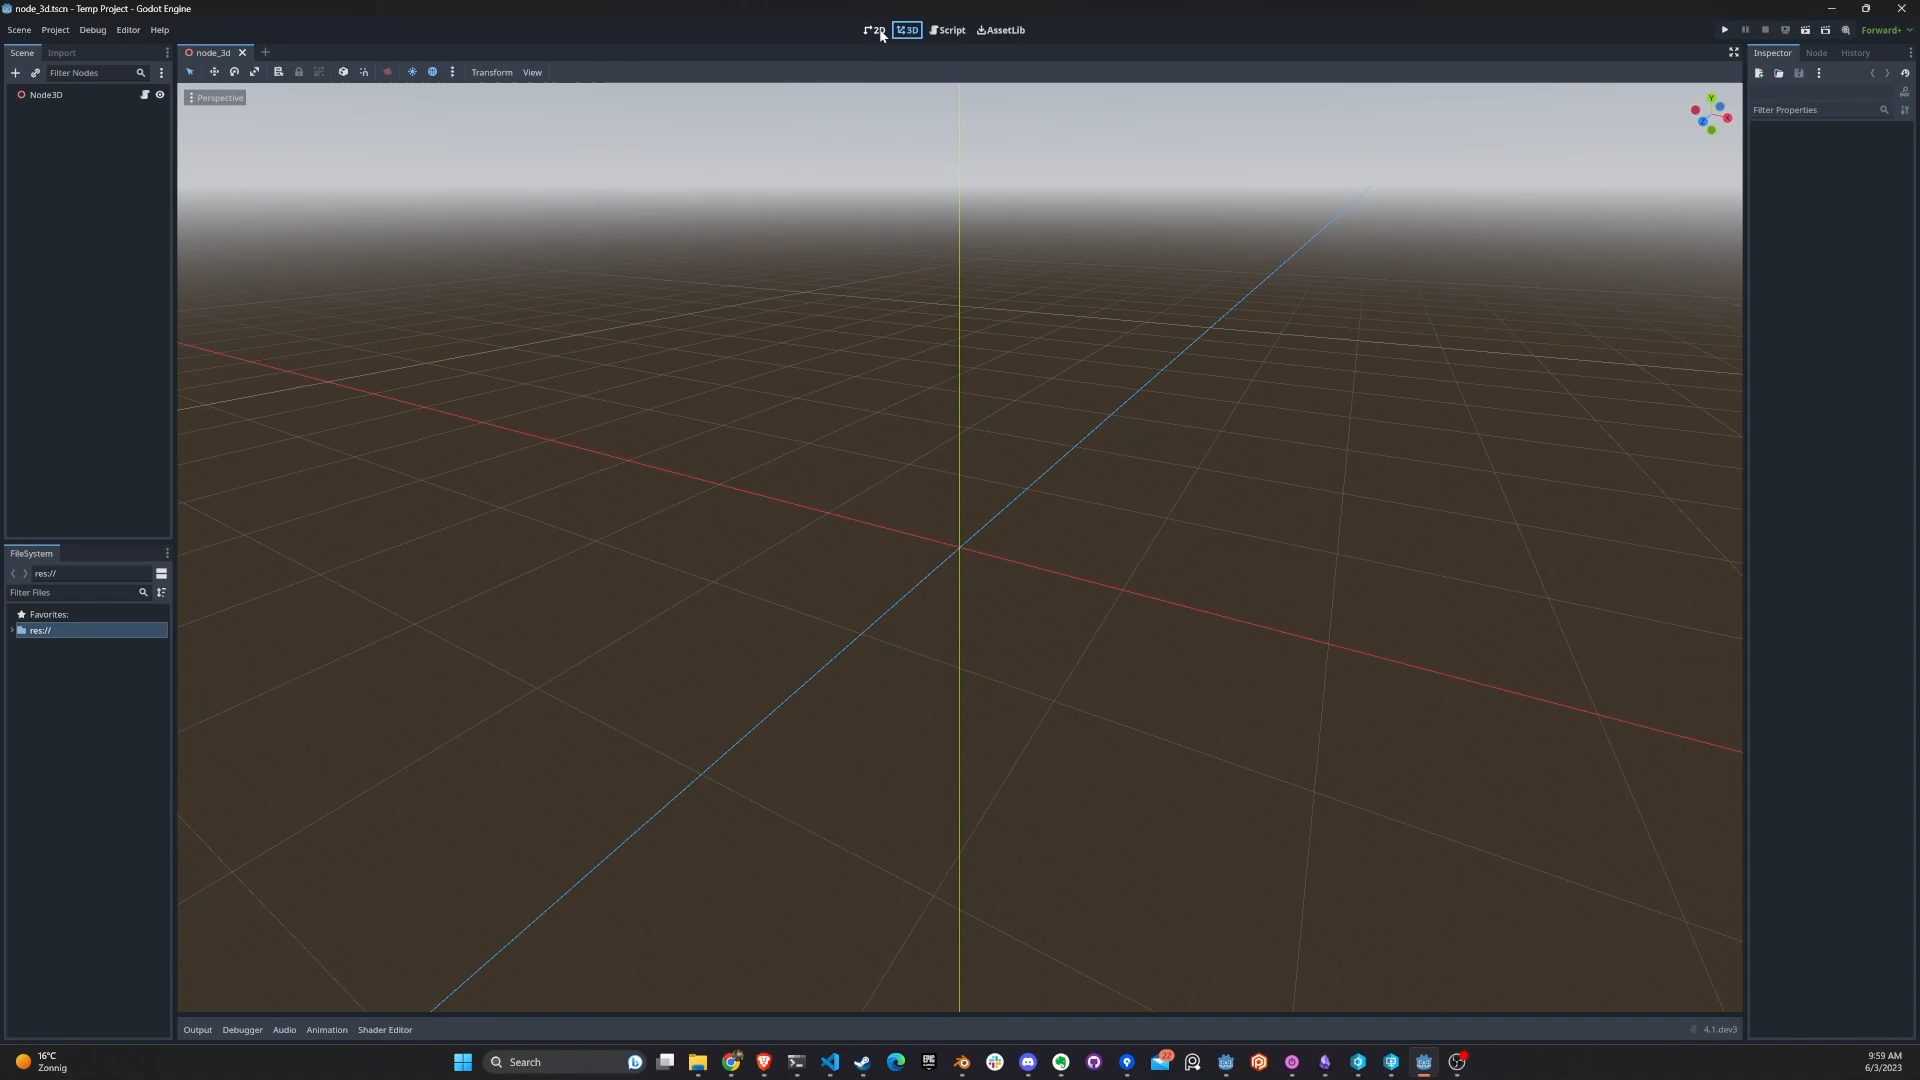 node_3d.tscn - Temp Project - Godot Engine
Scene Project Debug Editor Help
2D 3D Script AssetLib
Forward+
Scene Import
node_3d
Inspector Node History
Filter Nodes
Transform View
Node3D
Perspective
Y
X
Z
Filter Properties
FileSystem
res://
Filter Files
Favorites:
res://
Output Debugger Audio Animation Shader Editor
4.1.dev3
16°C
Zonnig
Search
EPIC
22
9:59 AM
6/3/2023